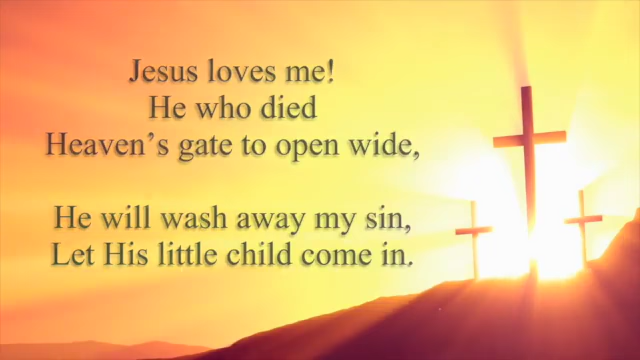 Jesus loves me!
He who died
Heaven’s gate to open wide,
He will wash away my sin,
Let His little child come in.